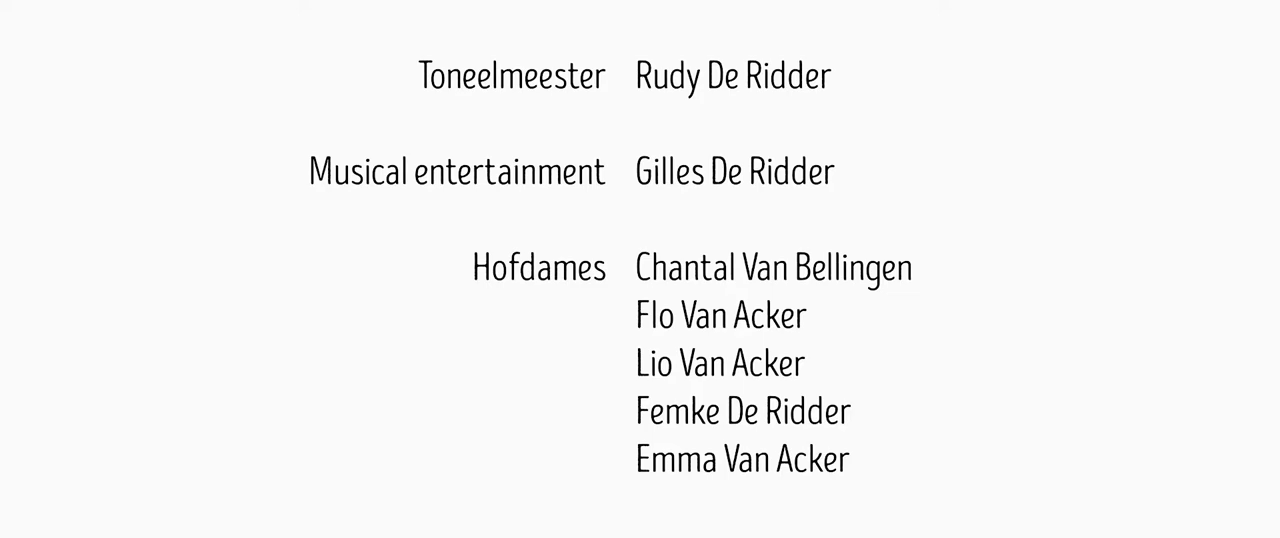 Toneelmeester Rudy De Ridder
Musical entertainment Gilles De Ridder
Hofdames Chantal Van Bellingen
Flo Van Acker
Lio Van Acker
Femke De Ridder
Emma Van Acker